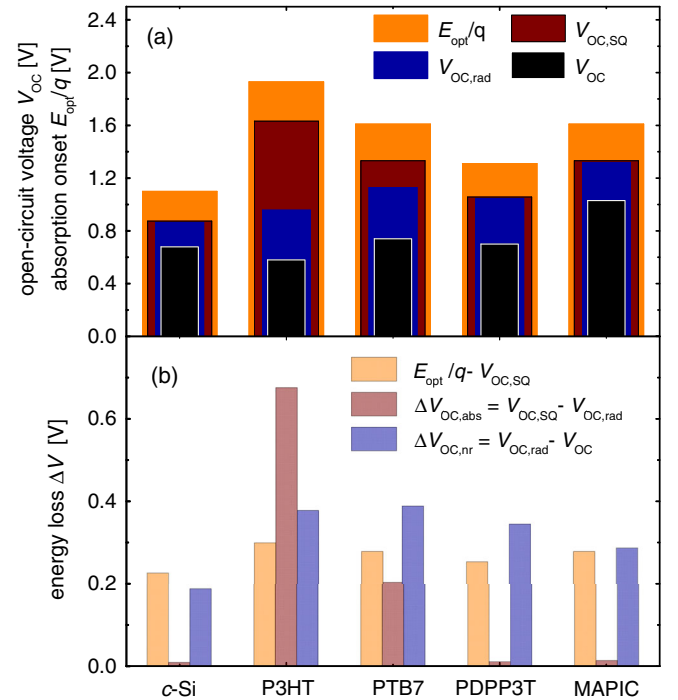 (a)
E_opt/q
V_OC,SQ
V_OC,rad
V_OC
open-circuit voltage V_OC [V]
absorption onset E_opt/q [V]
2.4
2.0
1.6
1.2
0.8
0.4
0.0
(b)
E_opt /q- V_OC,SQ
ΔV_OC,abs = V_OC,SQ - V_OC,rad
ΔV_OC,nr = V_OC,rad- V_OC
energy loss ΔV [V]
0.6
0.4
0.2
0.0
c-Si P3HT PTB7 PDPP3T MAPIC